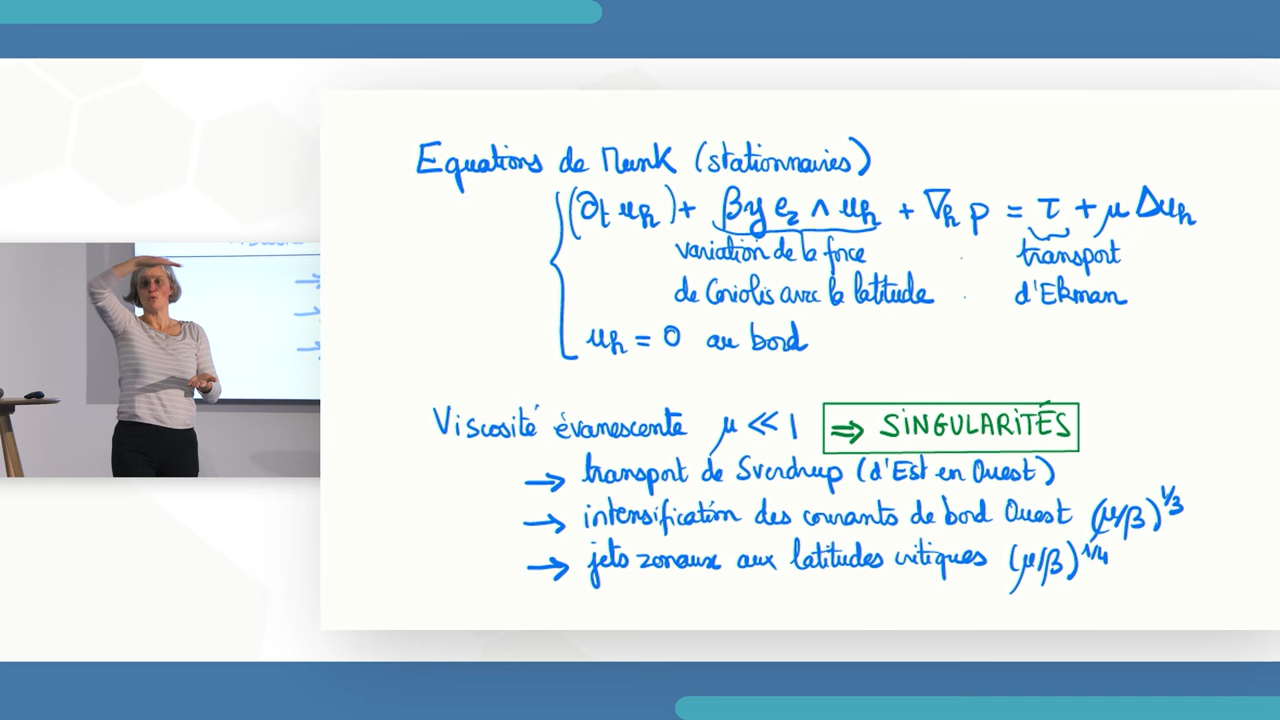 Equations de Munk (stationnaires)
(∂t uh) + βy ez ∧ uh + ∇h p = τ + μ Δuh
variation de la force transport
de Coriolis avec la latitude d'Ekman
uh = 0 au bord
Viscosité évanescente μ << 1 ⇒ SINGULARITÉS
→ transport de Sverdrup (d'Est en Ouest)
→ intensification des courants de bord Ouest (μ/β)^1/3
→ jets zonaux aux latitudes critiques (μ/β)^1/4